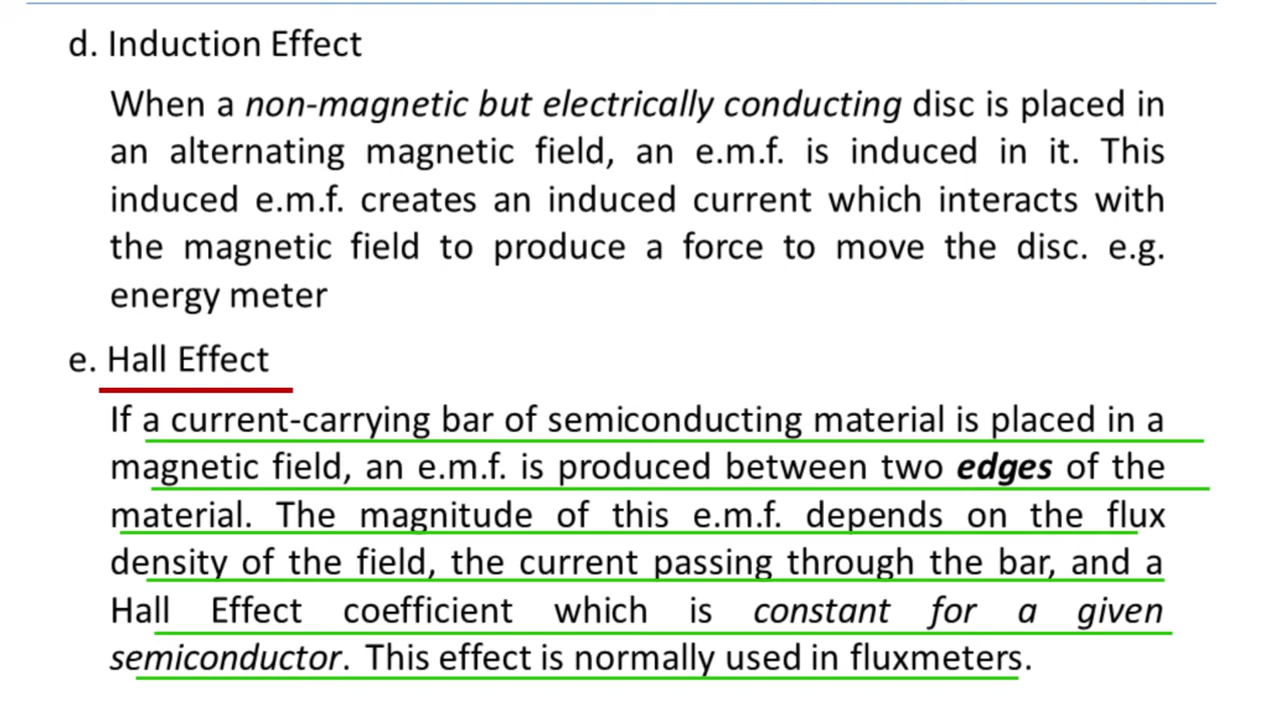 d. Induction Effect
When a non-magnetic but electrically conducting disc is placed in
an alternating magnetic field, an e.m.f. is induced in it. This
induced e.m.f. creates an induced current which interacts with
the magnetic field to produce a force to move the disc. e.g.
energy meter
e. Hall Effect
If a current-carrying bar of semiconducting material is placed in a
magnetic field, an e.m.f. is produced between two edges of the
material. The magnitude of this e.m.f. depends on the flux
density of the field, the current passing through the bar, and a
Hall Effect coefficient which is constant for a given
semiconductor. This effect is normally used in fluxmeters.